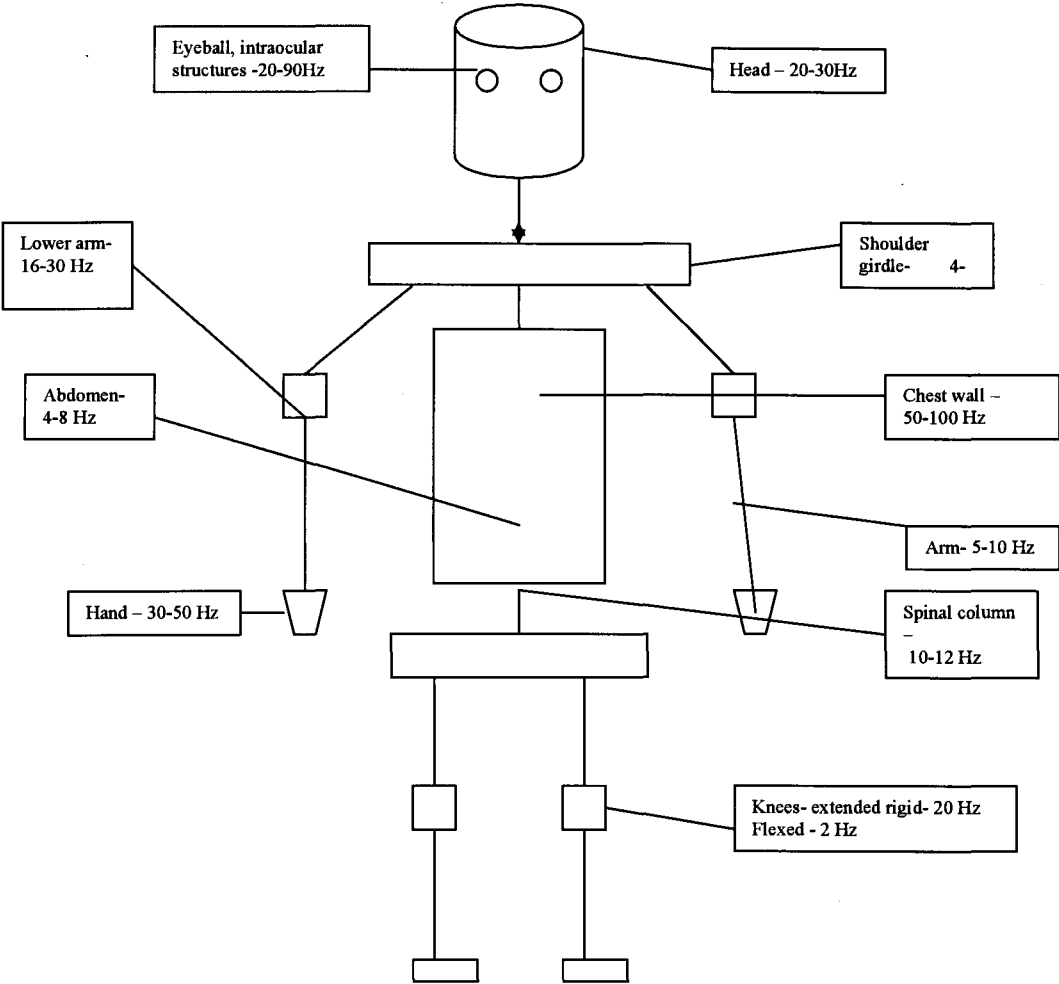 Eyeball, intraocular
structures -20-90Hz
Head – 20-30Hz
Lower arm-
16-30 Hz
Shoulder
girdle- 4-
Abdomen-
4-8 Hz
Chest wall –
50-100 Hz
Arm- 5-10 Hz
Hand – 30-50 Hz
Spinal column
–
10-12 Hz
Knees- extended rigid- 20 Hz
Flexed - 2 Hz